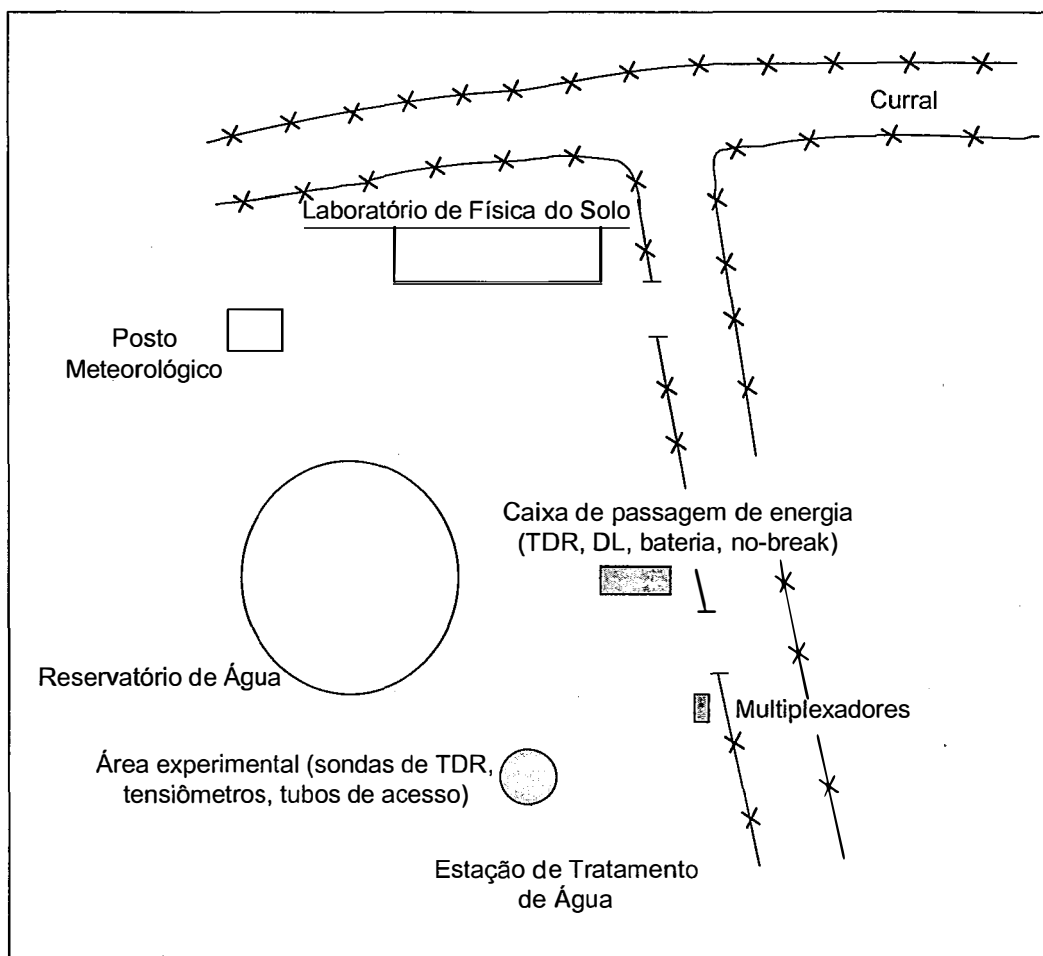 Curral
Laboratório de Física do Solo
Posto
Meteorológico
Caixa de passagem de energia
(TDR, DL, bateria, no-break)
Reservatório de Água
Multiplexadores
Área experimental (sondas de TDR,
tensiômetros, tubos de acesso)
Estação de Tratamento
de Água